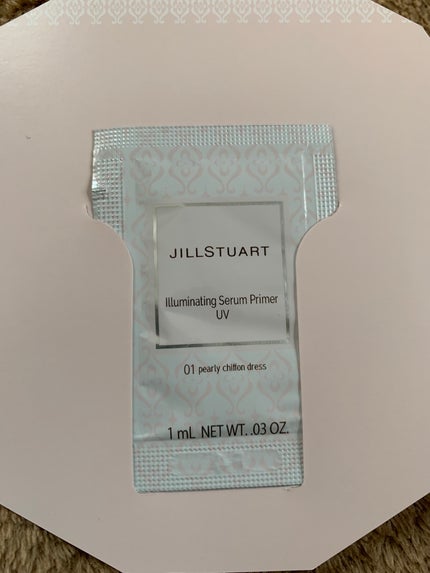 JILLSTUART
Illuminating Serum Primer
UV
01 pearly chiffon dress
1 mL NET WT. .03 OZ.